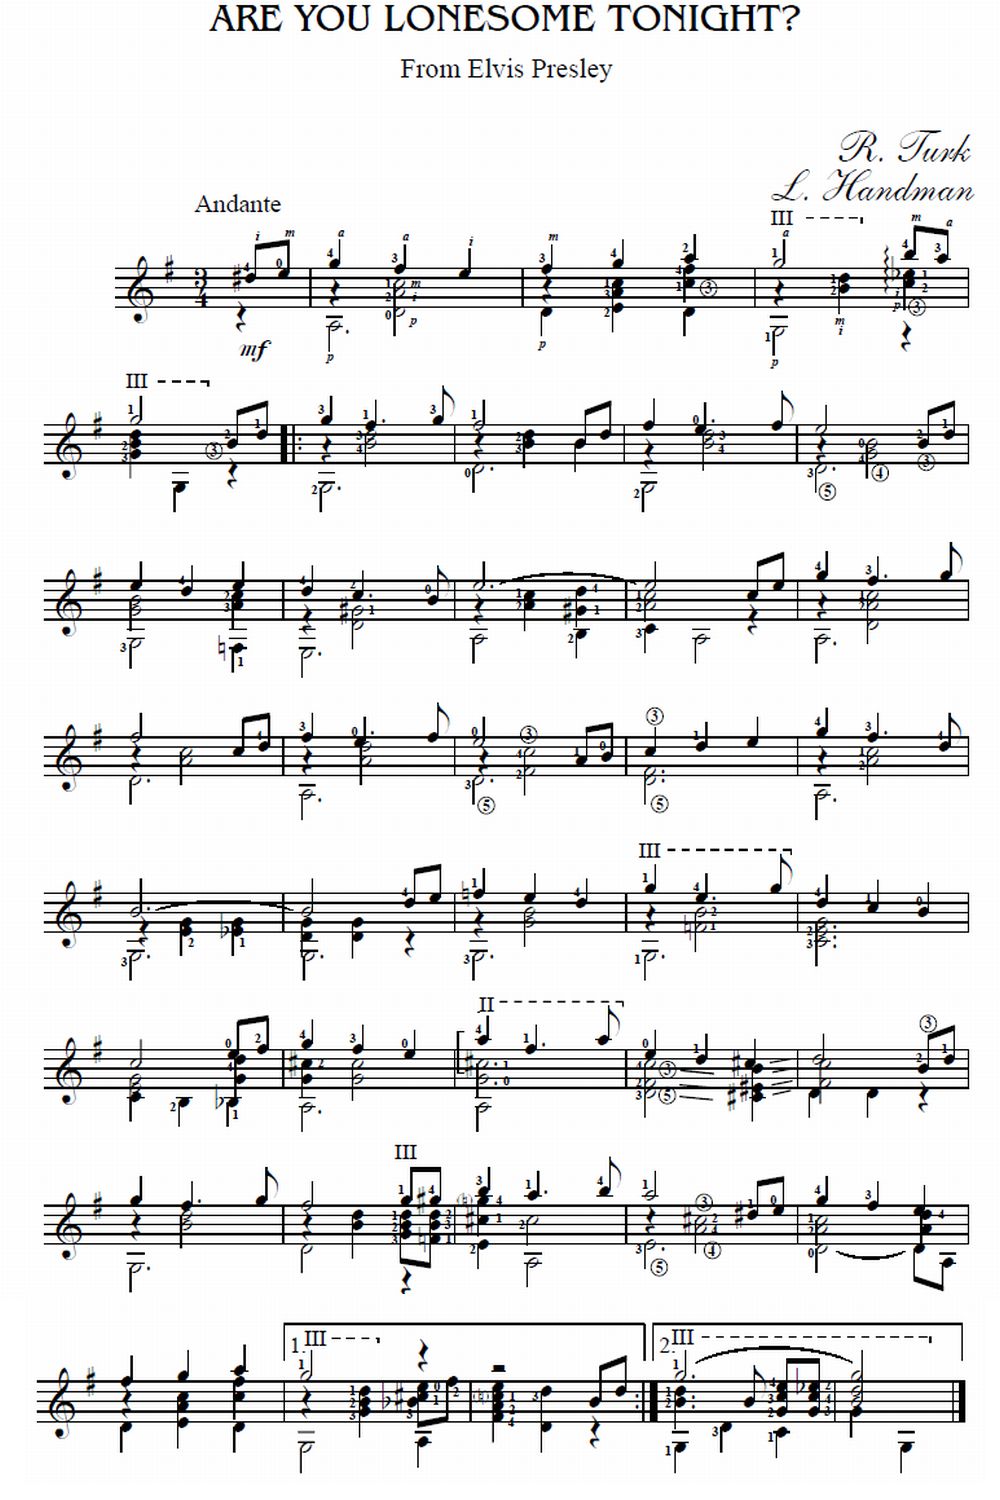 ARE YOU LONESOME TONIGHT?
From Elvis Presley
R. Turk
L. Handman
Andante
III
mf
III
III
II
III
1. III
2. III